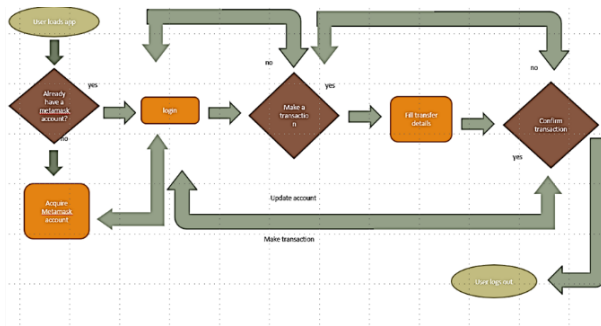 User loads app
no
no
yes
yes
Already
have a
metamask
account?
login
Make a
transactio
n
Fill transfer
details
Confirm
transaction
no
yes
Acquire
Metamask
account
Update account
Make transaction
User logs out